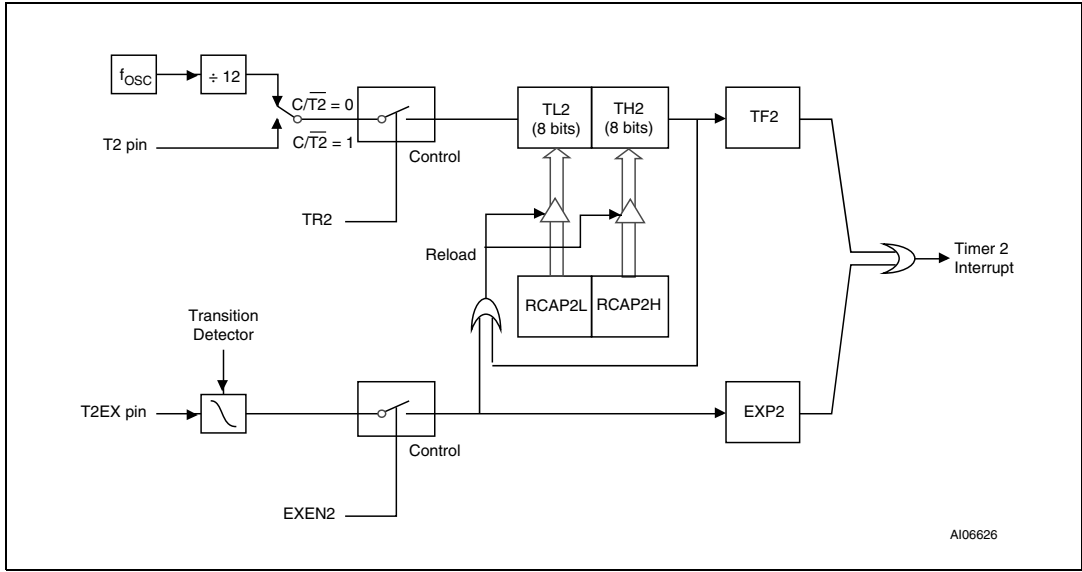 fOSC
÷ 12
C/T2 = 0
C/T2 = 1
T2 pin
Control
TR2
TL2
(8 bits)
TH2
(8 bits)
TF2
Reload
RCAP2L
RCAP2H
Timer 2
Interrupt
Transition
Detector
T2EX pin
Control
EXP2
EXEN2
AI06626